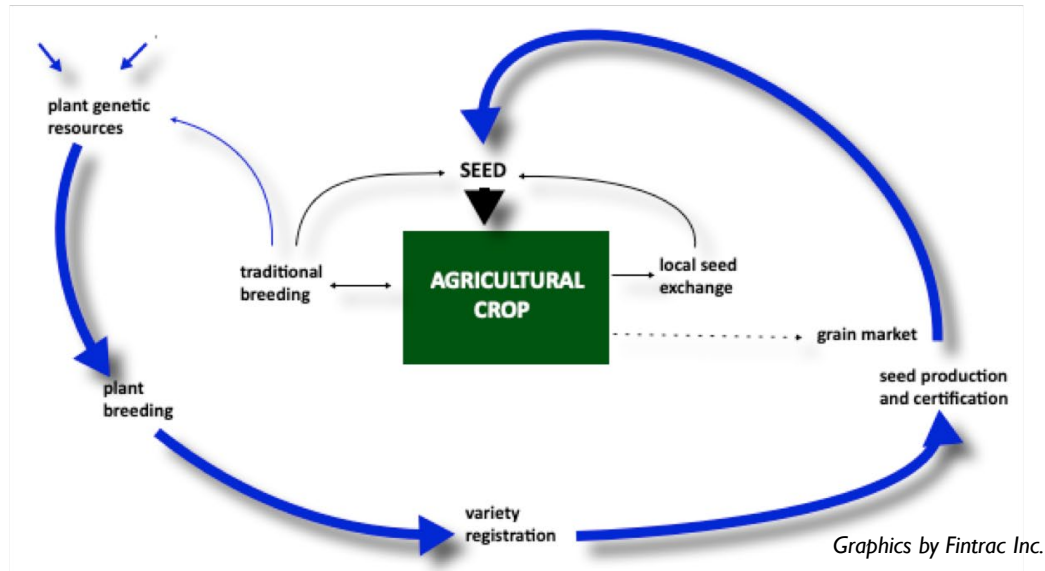 plant genetic
resources
SEED
traditional
breeding
AGRICULTURAL
CROP
local seed
exchange
grain market
seed production
and certification
plant
breeding
variety
registration
Graphics by Fintrac Inc.